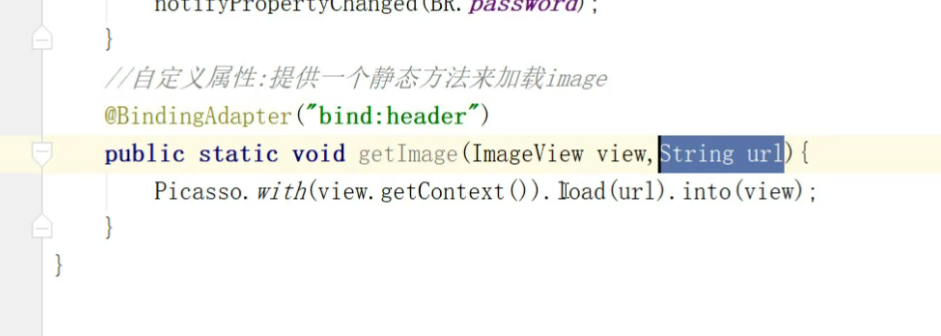 notifyPropertyChanged(BR.password);
}
//自定义属性:提供一个静态方法来加载image
@BindingAdapter("bind:header")
public static void getImage(ImageView view,String url){
Picasso.with(view.getContext()).load(url).into(view);
}
}